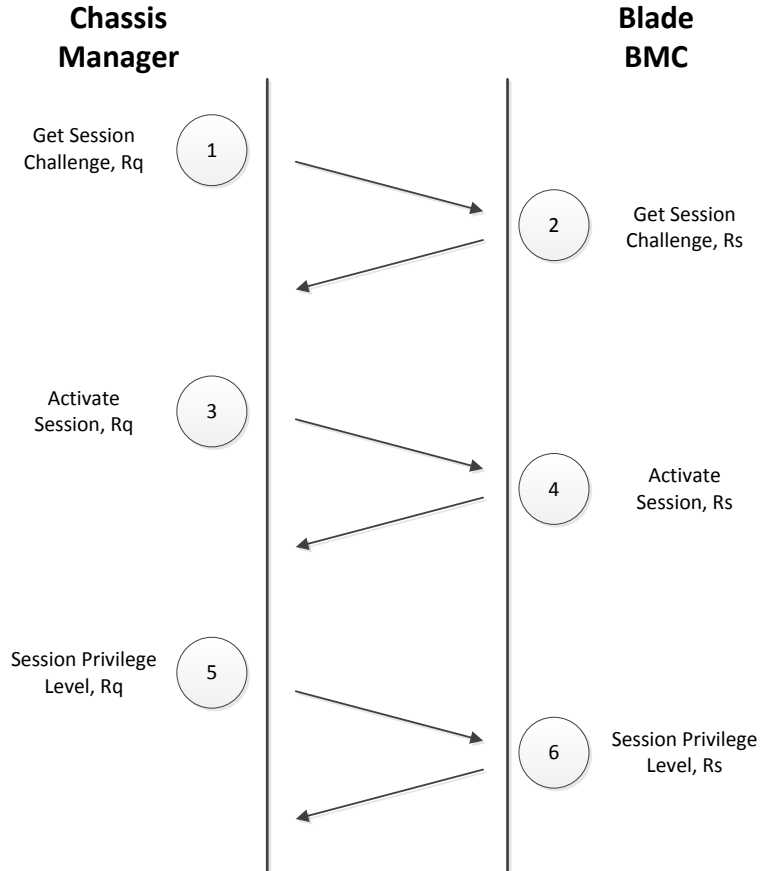 Chassis
Manager
Blade
BMC
Get Session
Challenge, Rq
1
2
Get Session
Challenge, Rs
Activate
Session, Rq
3
4
Activate
Session, Rs
Session Privilege
Level, Rq
5
6
Session Privilege
Level, Rs